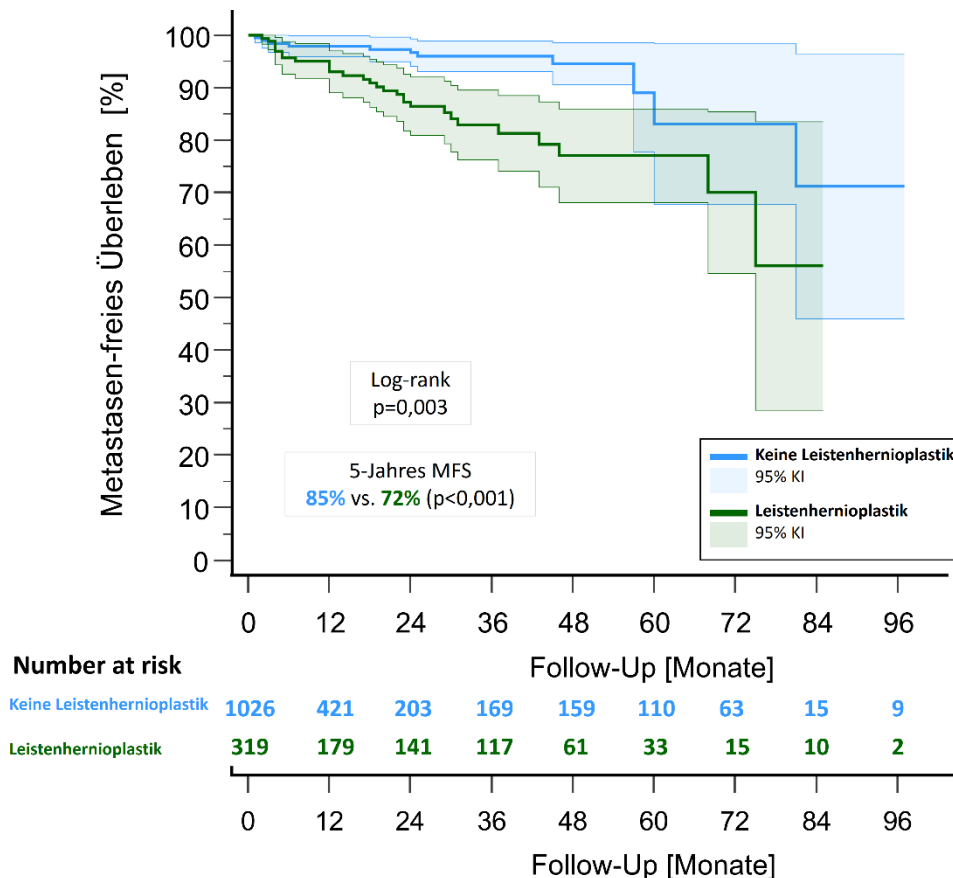 Metastasen-freies Überleben [%]
100
90
80
70
60
50
40
30
20
10
0
Log-rank
p=0,003
5-Jahres MFS
85% vs. 72% (p<0,001)
Keine Leistenhernioplastik
95% KI
Leistenhernioplastik
95% KI
0 12 24 36 48 60 72 84 96
Follow-Up [Monate]
Number at risk
Keine Leistenhernioplastik 1026 421 203 169 159 110 63 15 9
Leistenhernioplastik 319 179 141 117 61 33 15 10 2
0 12 24 36 48 60 72 84 96
Follow-Up [Monate]